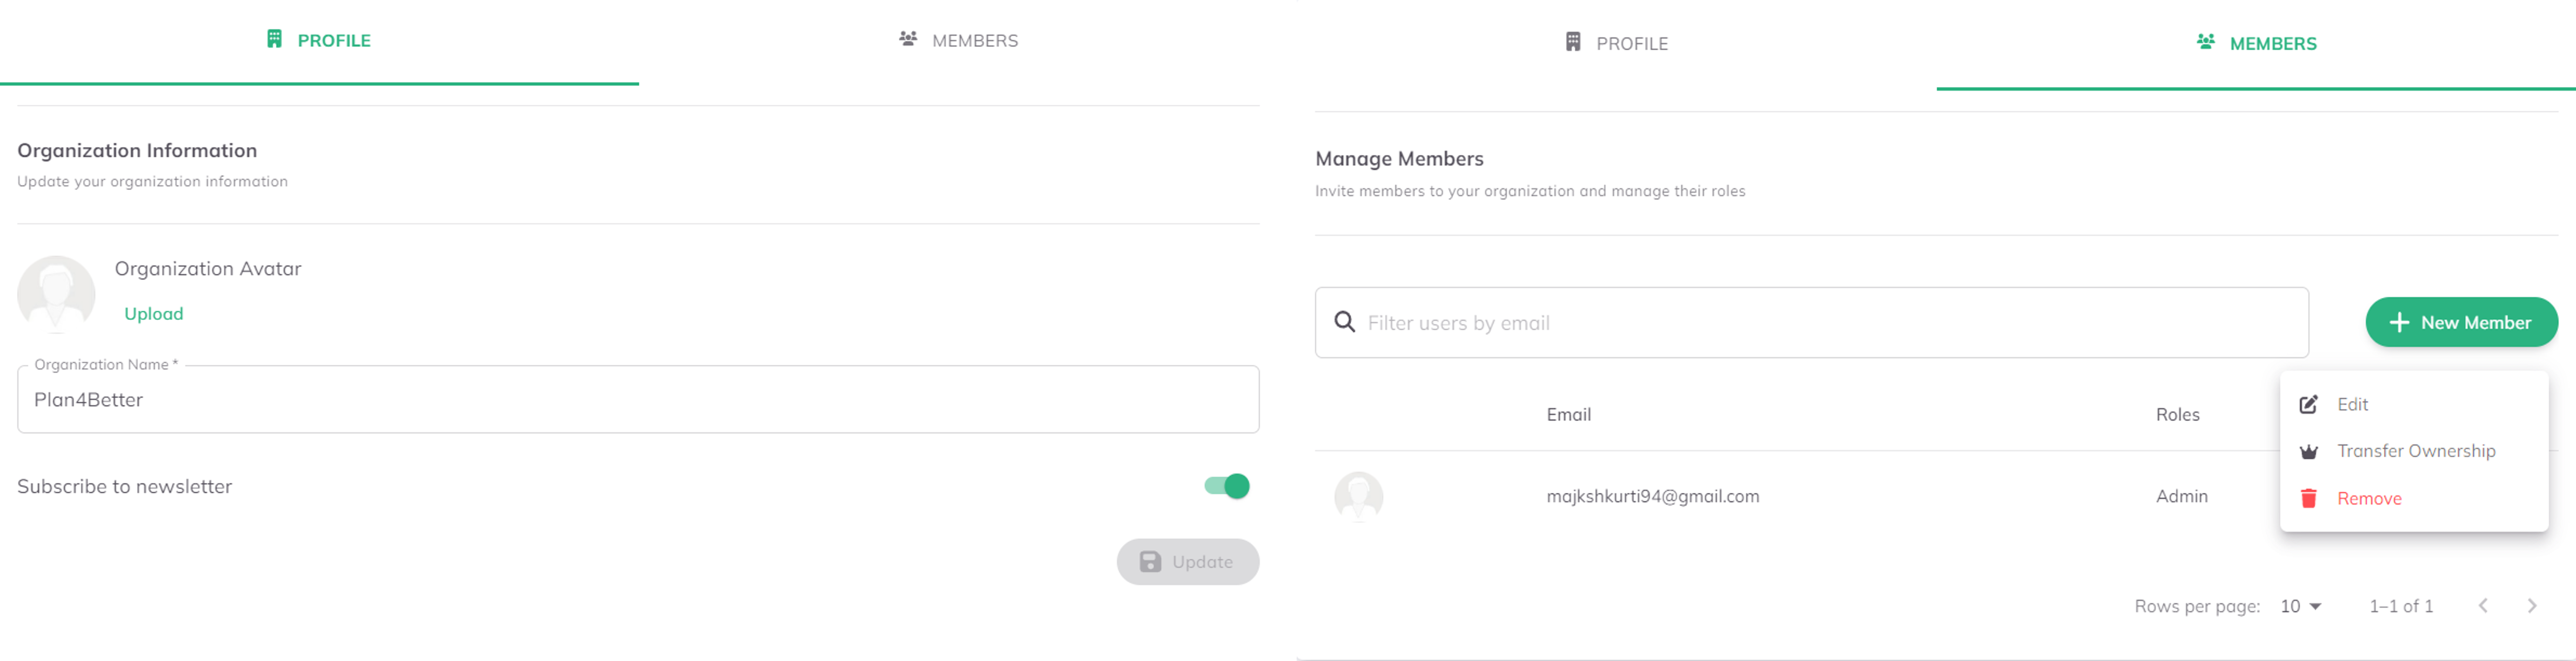 PROFILE
MEMBERS
Organization Information
Update your organization information
Organization Avatar
Upload
Organization Name *
Plan4Better
Subscribe to newsletter
Update
PROFILE
MEMBERS
Manage Members
Invite members to your organization and manage their roles
Filter users by email
New Member
Email
Roles
majkshkurti94@gmail.com
Admin
Edit
Transfer Ownership
Remove
Rows per page: 10 1–1 of 1